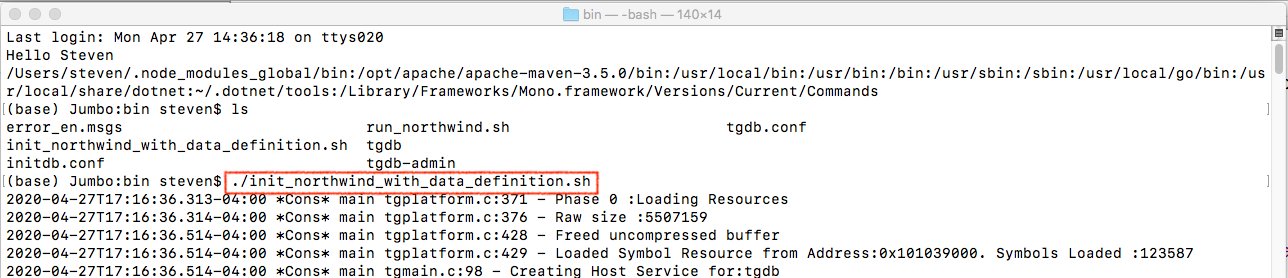 bin — -bash — 140×14
Last login: Mon Apr 27 14:36:18 on ttys020
Hello Steven
/Users/steven/.node_modules_global/bin:/opt/apache/apache-maven-3.5.0/bin:/usr/local/bin:/usr/bin:/bin:/usr/sbin:/sbin:/usr/local/go/bin:/us
r/local/share/dotnet:~/.dotnet/tools:/Library/Frameworks/Mono.framework/Versions/Current/Commands
[(base) Jumbo:bin steven$ ls ]
error_en.msgs run_northwind.sh tgdb.conf
init_northwind_with_data_definition.sh tgdb
initdb.conf tgdb-admin
[(base) Jumbo:bin steven$ ./init_northwind_with_data_definition.sh ]
2020-04-27T17:16:36.313-04:00 *Cons* main tgplatform.c:371 - Phase 0 :Loading Resources
2020-04-27T17:16:36.314-04:00 *Cons* main tgplatform.c:376 - Raw size :5507159
2020-04-27T17:16:36.514-04:00 *Cons* main tgplatform.c:428 - Freed uncompressed buffer
2020-04-27T17:16:36.514-04:00 *Cons* main tgplatform.c:429 - Loaded Symbol Resource from Address:0x101039000. Symbols Loaded :123587
2020-04-27T17:16:36.514-04:00 *Cons* main tgmain.c:98 - Creating Host Service for:tgdb